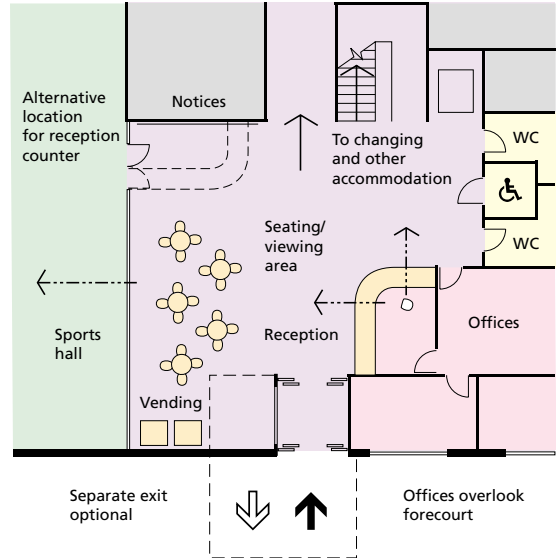 Alternative
location
for reception
counter
Notices
To changing
and other
accommodation
WC
WC
Seating/
viewing
area
Sports
hall
Reception
Offices
Vending
Separate exit
optional
Offices overlook
forecourt